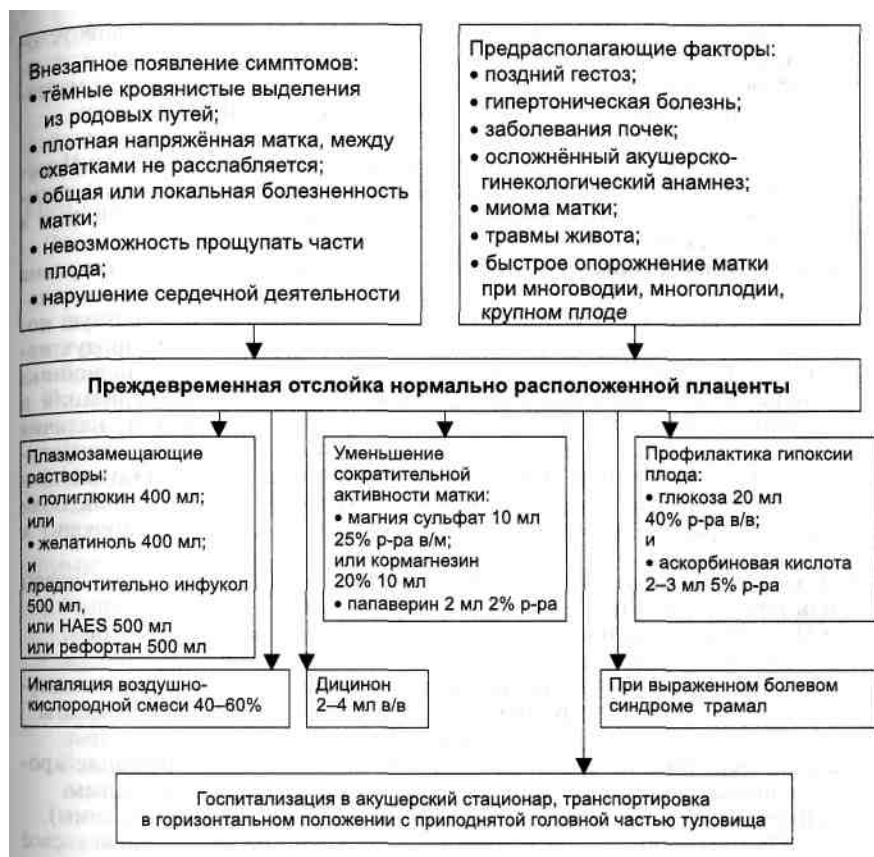 Внезапное появление симптомов:
• тёмные кровянистые выделения
из родовых путей;
• плотная напряжённая матка, между
схватками не расслабляется;
• общая или локальная болезненность
матки;
• невозможность прощупать части
плода;
• нарушение сердечной деятельности
Предрасполагающие факторы:
• поздний гестоз;
• гипертоническая болезнь;
• заболевания почек;
• осложнённый акушерско-
гинекологический анамнез;
• миома матки;
• травмы живота;
• быстрое опорожнение матки
при многоводии, многоплодии,
крупном плоде
Преждевременная отслойка нормально расположенной плаценты
Плазмозамещающие
растворы:
• полиглюкин 400 мл;
или
• желатиноль 400 мл;
и
предпочтительно инфукол
500 мл,
или HAES 500 мл
или рефортан 500 мл
Уменьшение
сократительной
активности матки:
• магния сульфат 10 мл
25% р-ра в/м;
или кормагнезин
20% 10 мл
• папаверин 2 мл 2% р-ра
Профилактика гипоксии
плода:
• глюкоза 20 мл
40% р-ра в/в;
и
• аскорбиновая кислота
2–3 мл 5% р-ра
Ингаляция воздушно-
кислородной смеси 40–60%
Дицинон
2–4 мл в/в
При выраженном болевом
синдроме трамал
Госпитализация в акушерский стационар, транспортировка
в горизонтальном положении с приподнятой головной частью туловища